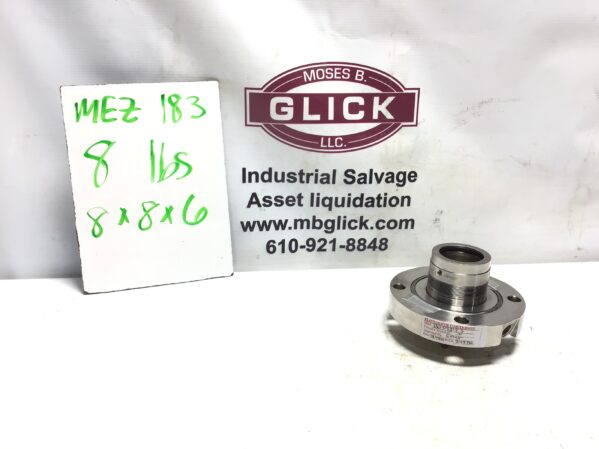 MEZ 183
8 lbs
8x8x6
MOSES B.
GLICK
LLC.
Industrial Salvage
Asset liquidation
www.mbglick.com
610-921-8848